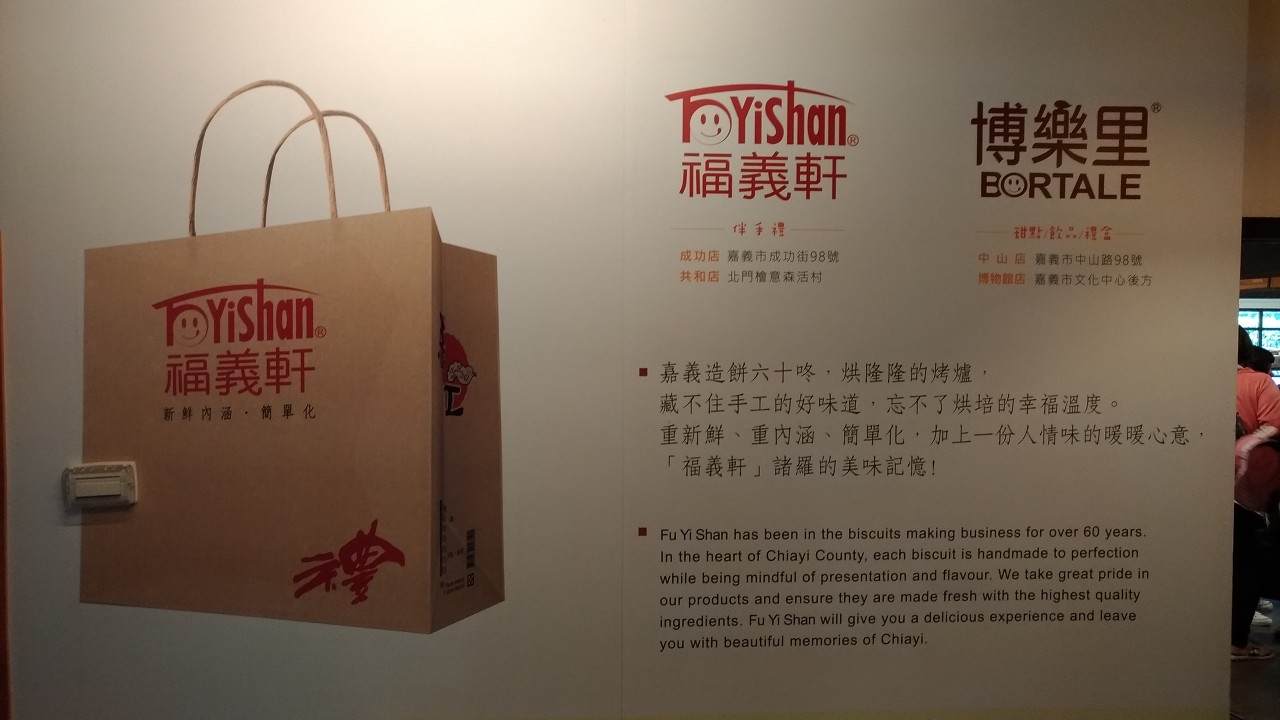 FuYiShan®
福義軒
新鮮內涵・簡單化
禮
FuYiShan®
福義軒
伴手禮
成功店 嘉義市成功街98號
共和店 北門檜意森活村
博樂里®
BORTALE
甜點/飲品/禮盒
中山店 嘉義市中山路98號
博物館店 嘉義市文化中心後方
嘉義造餅六十咚，烘隆隆的烤爐，
藏不住手工的好味道，忘不了烘培的幸福溫度。
重新鮮、重內涵、簡單化，加上一份人情味的暖暖心意，
「福義軒」諸羅的美味記憶!
Fu Yi Shan has been in the biscuits making business for over 60 years.
In the heart of Chiayi County, each biscuit is handmade to perfection
while being mindful of presentation and flavour. We take great pride in
our products and ensure they are made fresh with the highest quality
ingredients. Fu Yi Shan will give you a delicious experience and leave
you with beautiful memories of Chiayi.